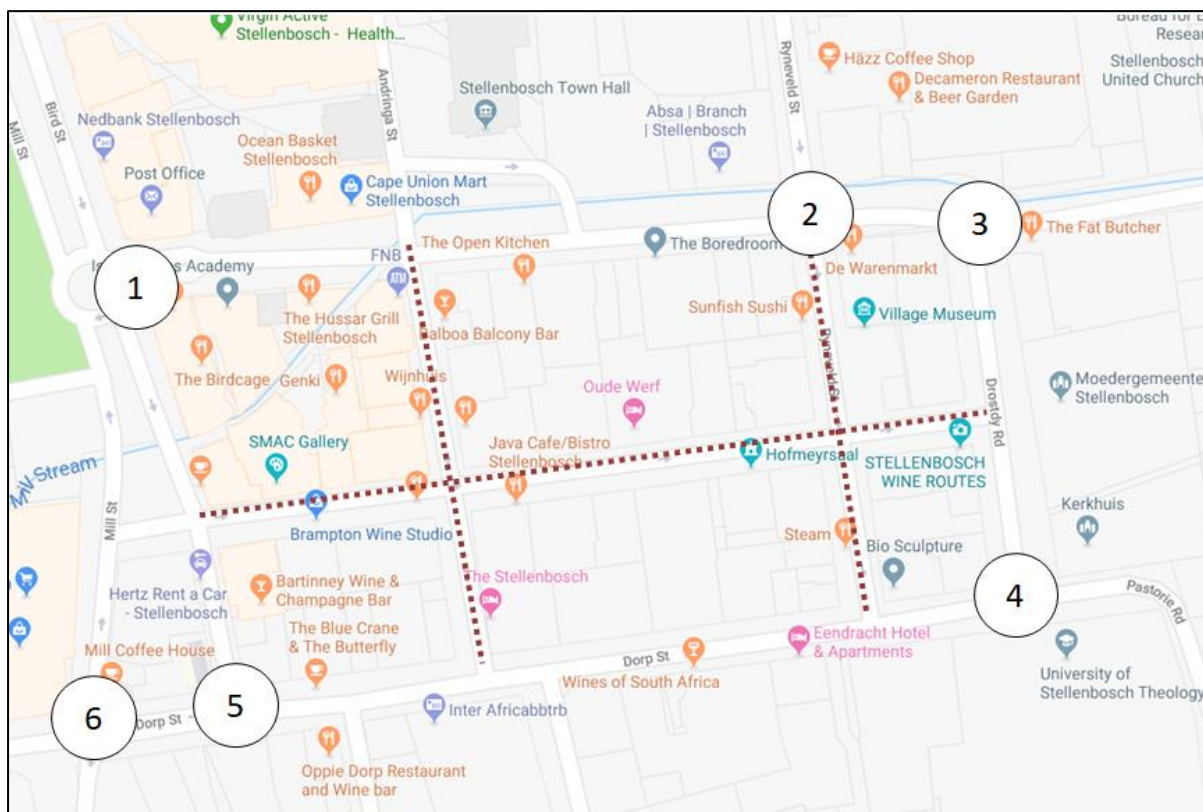 Virgin Active
Stellenbosch - Health...
Mill St
Bird St
Andringa St
Ryneveld St
Bureau for E
Resear
Stellenbosch
United Church
Häzz Coffee Shop
Decameron Restaurant
& Beer Garden
Stellenbosch Town Hall
Absa | Branch
| Stellenbosch
Nedbank Stellenbosch
Ocean Basket
Stellenbosch
Post Office
Cape Union Mart
Stellenbosch
1
2
3
The Fat Butcher
The Open Kitchen
The Boredroom
De Warenmarkt
FNB
ATM
Academy
The Hussar Grill
Stellenbosch
Balboa Balcony Bar
Sunfish Sushi
Village Museum
Ryneveld St
The Birdcage
Genki
Wijnhuis
Oude Werf
Drostdy Rd
Moedergemeente
Stellenbosch
SMAC Gallery
Java Cafe/Bistro
Stellenbosch
Hofmeyrsaal
STELLENBOSCH
WINE ROUTES
Stream
Mill St
Brampton Wine Studio
Kerkhuis
Steam
Bio Sculpture
Hertz Rent a Car
- Stellenbosch
Bartinney Wine &
Champagne Bar
The Stellenbosch
4
Pastorie Rd
The Blue Crane
& The Butterfly
Mill Coffee House
Eendracht Hotel
& Apartments
Dorp St
Wines of South Africa
University of
Stellenbosch Theology
6
Dorp St
5
Inter Africabbtrb
Oppie Dorp Restaurant
and Wine bar